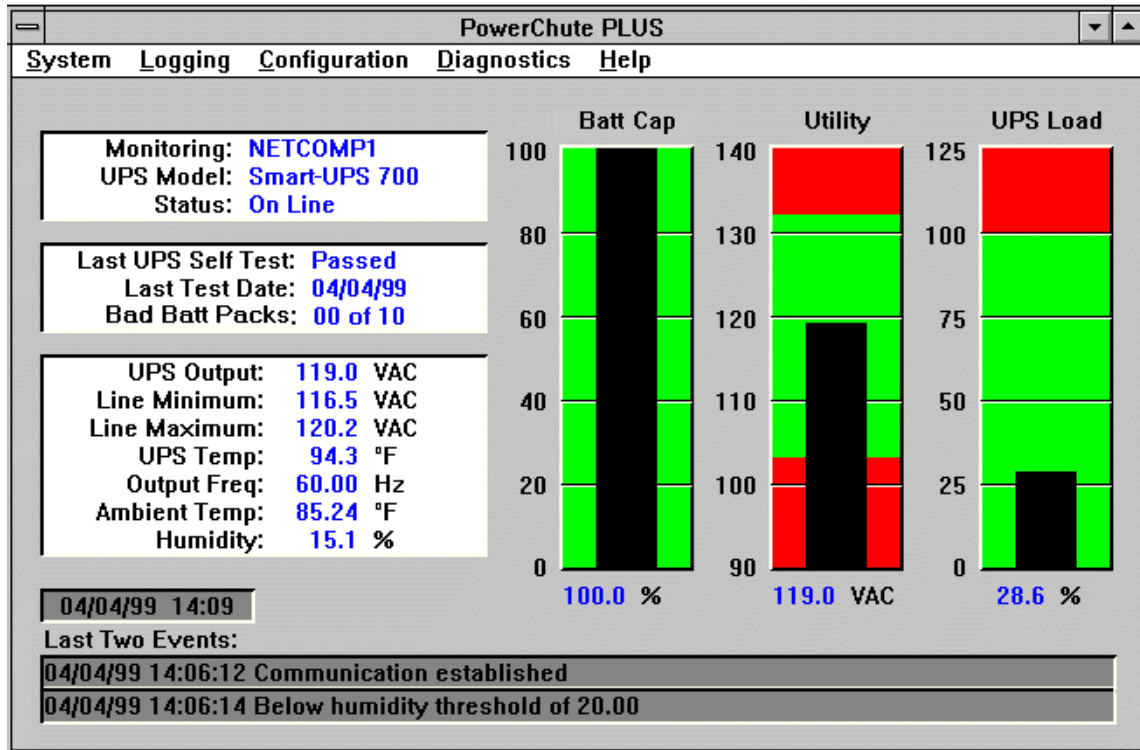 PowerChute PLUS
System Logging Configuration Diagnostics Help
Monitoring: NETCOMP1
UPS Model: Smart-UPS 700
Status: On Line
Last UPS Self Test: Passed
Last Test Date: 04/04/99
Bad Batt Packs: 00 of 10
UPS Output: 119.0 VAC
Line Minimum: 116.5 VAC
Line Maximum: 120.2 VAC
UPS Temp: 94.3 °F
Output Freq: 60.00 Hz
Ambient Temp: 85.24 °F
Humidity: 15.1 %
Batt Cap
100
80
60
40
20
0
100.0 %
Utility
140
130
120
110
100
90
119.0 VAC
UPS Load
125
100
75
50
25
0
28.6 %
04/04/99 14:09
Last Two Events:
04/04/99 14:06:12 Communication established
04/04/99 14:06:14 Below humidity threshold of 20.00